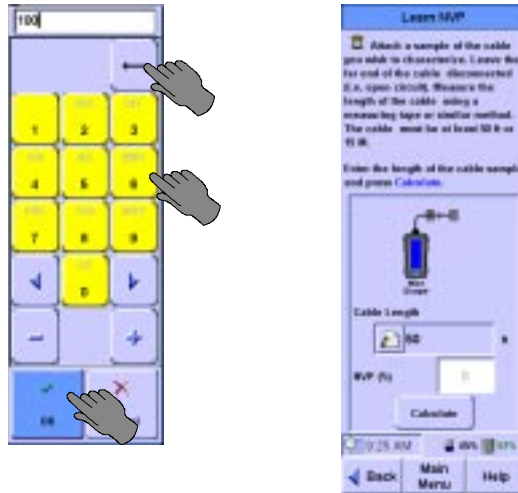 100
1
2
3
4
5
6
7
8
9
0
OK
Learn NVP
Attach a sample of the cable
you wish to characterize. Leave the
far end of the cable disconnected
(i.e. open circuit). Measure the
length of the cable using a
measuring tape or similar method.
The cable must be at least 50 ft or
15 m.
Enter the length of the cable sample
and press Calculate.
Cable Length
60
NVP (%)
0
Calculate
9:25 AM
Back
Main
Menu
Help